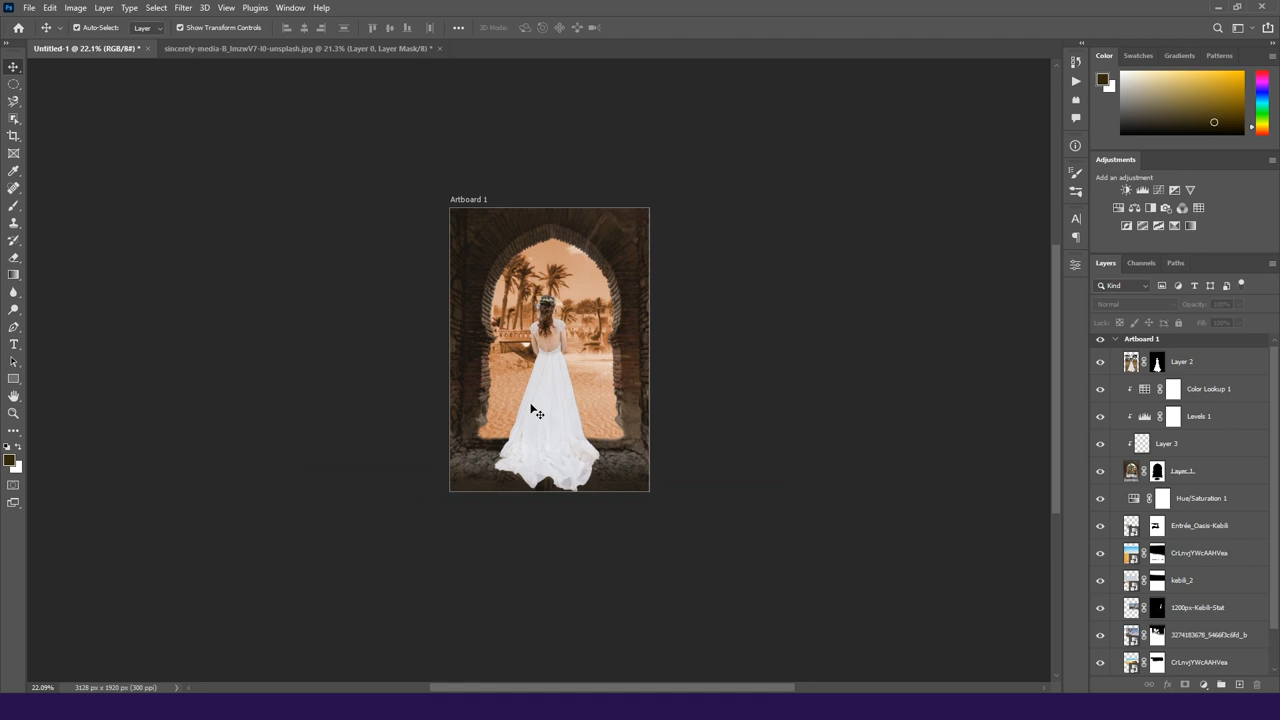 File Edit Image Layer Type Select Filter 3D View Plugins Window Help
Auto-Select: Layer Show Transform Controls 3D Mode:
Untitled-1 @ 22.1% (RGB/8#) * × sincerely-media-B_ImzwV7-I0-unsplash.jpg @ 21.3% (Layer 0, Layer Mask/8) * ×
Color Swatches Gradients Patterns
Adjustments
Add an adjustment
Artboard 1
Layers Channels Paths
Kind
Normal Opacity: 100%
Lock: Fill: 100%
Artboard 1
Layer 2
Color Lookup 1
Levels 1
Layer 3
Layer 1
Hue/Saturation 1
Entrée_Oasis-Kebili
CrLnvjYWcAAHVea
kebili_2
1200px-Kebili-Stat
3274183678_5466f3c6fd_b
CrLnvjYWcAAHVea
22.09% 3128 px x 1920 px (300 ppi)